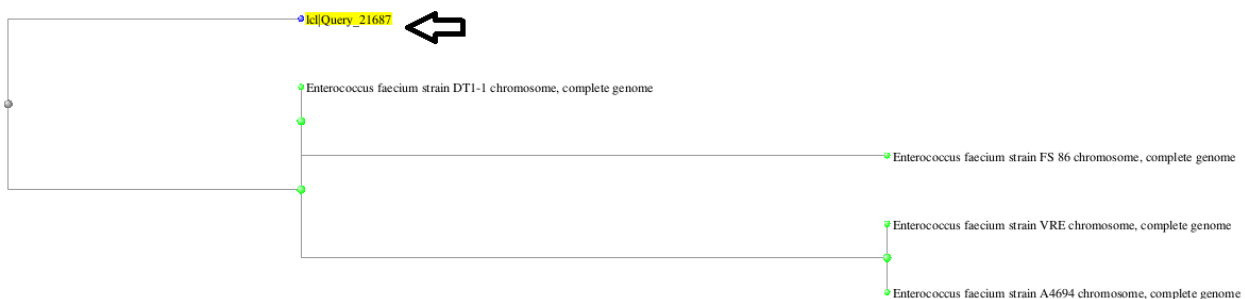 lcl|Query_21687
Enterococcus faecium strain DT1-1 chromosome, complete genome
Enterococcus faecium strain FS 86 chromosome, complete genome
Enterococcus faecium strain VRE chromosome, complete genome
Enterococcus faecium strain A4694 chromosome, complete genome